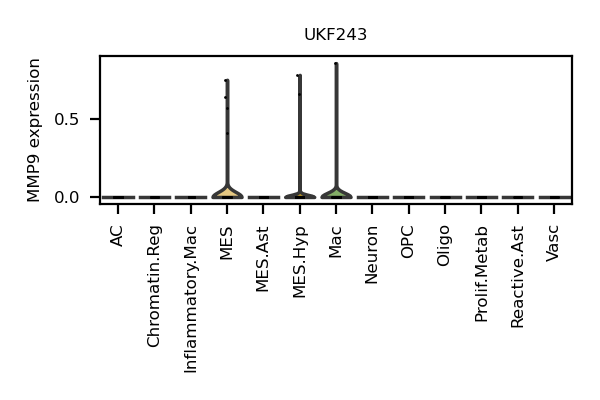 UKF243
MMP9 expression
0.5
0.0
AC
Chromatin.Reg
Inflammatory.Mac
MES
MES.Ast
MES.Hyp
Mac
Neuron
OPC
Oligo
Prolif.Metab
Reactive.Ast
Vasc